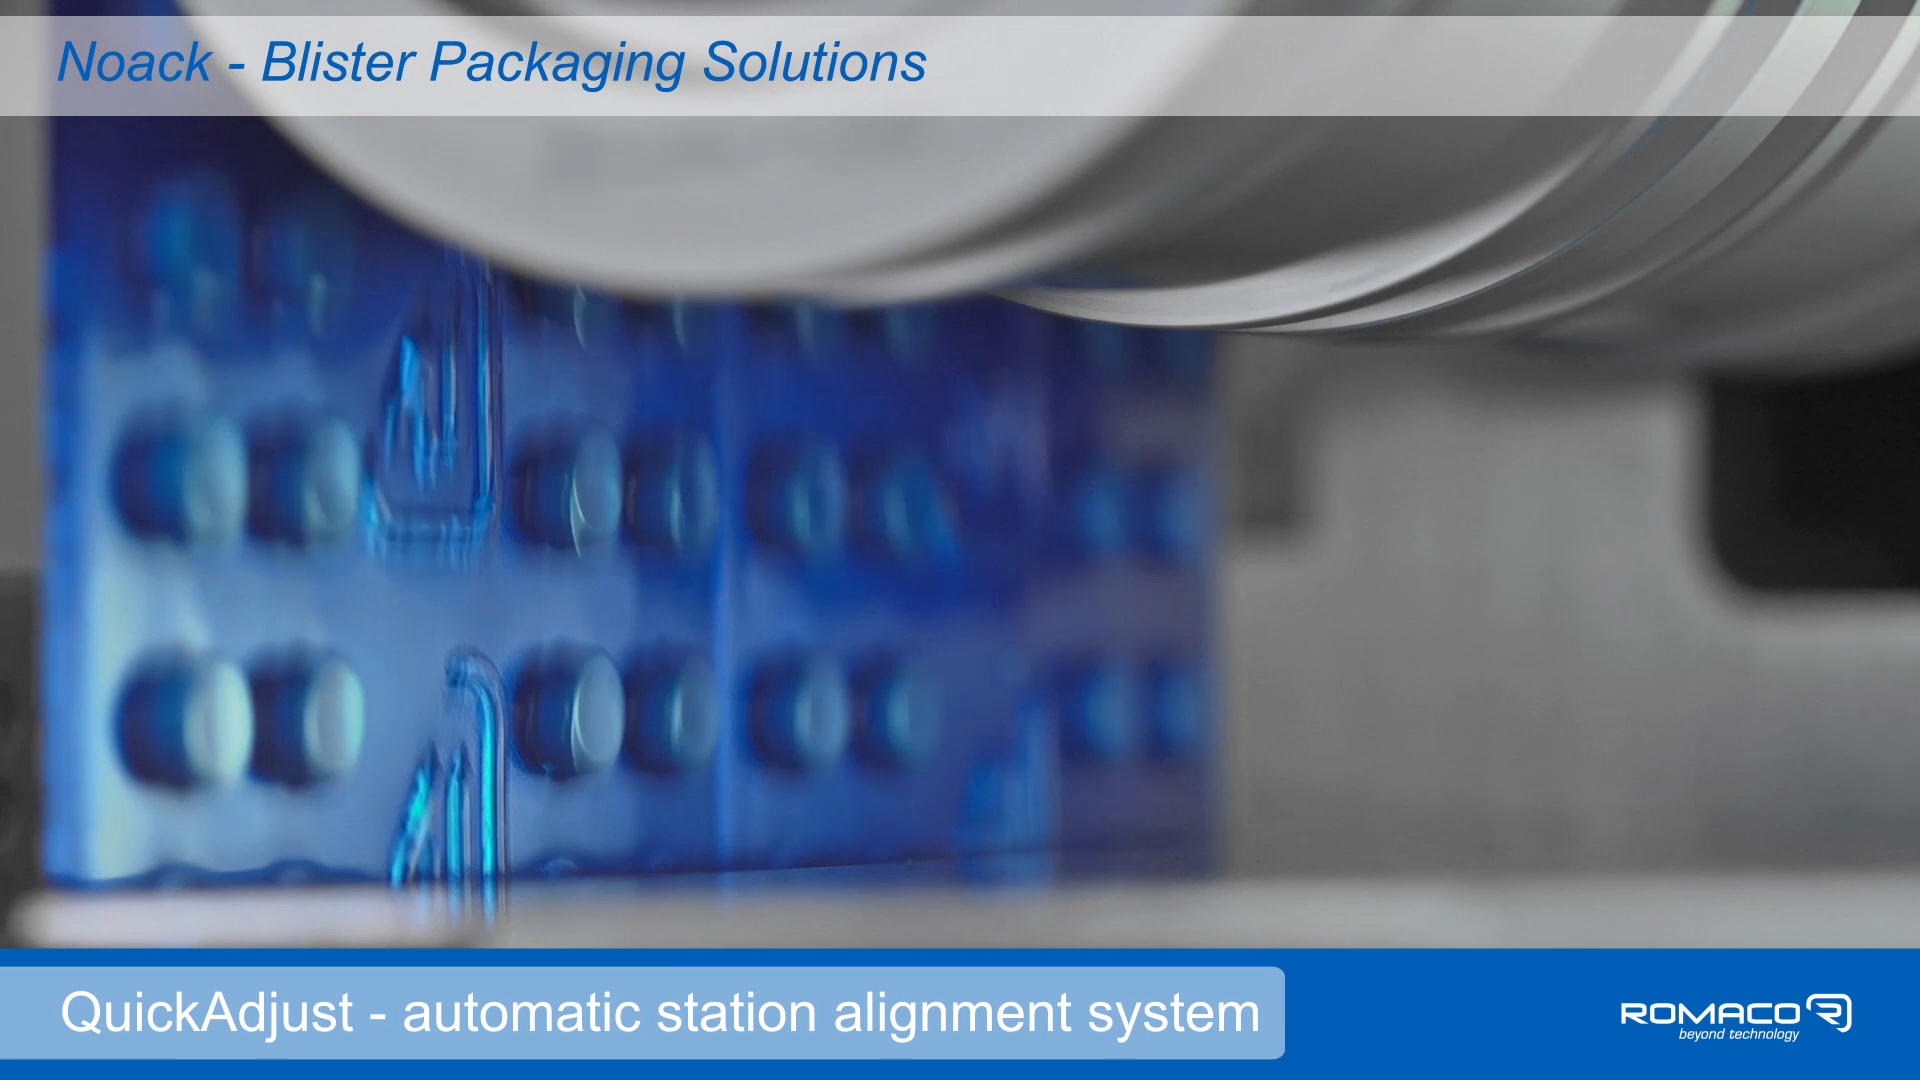 Noack - Blister Packaging Solutions
QuickAdjust - automatic station alignment system
ROMACO
beyond technology